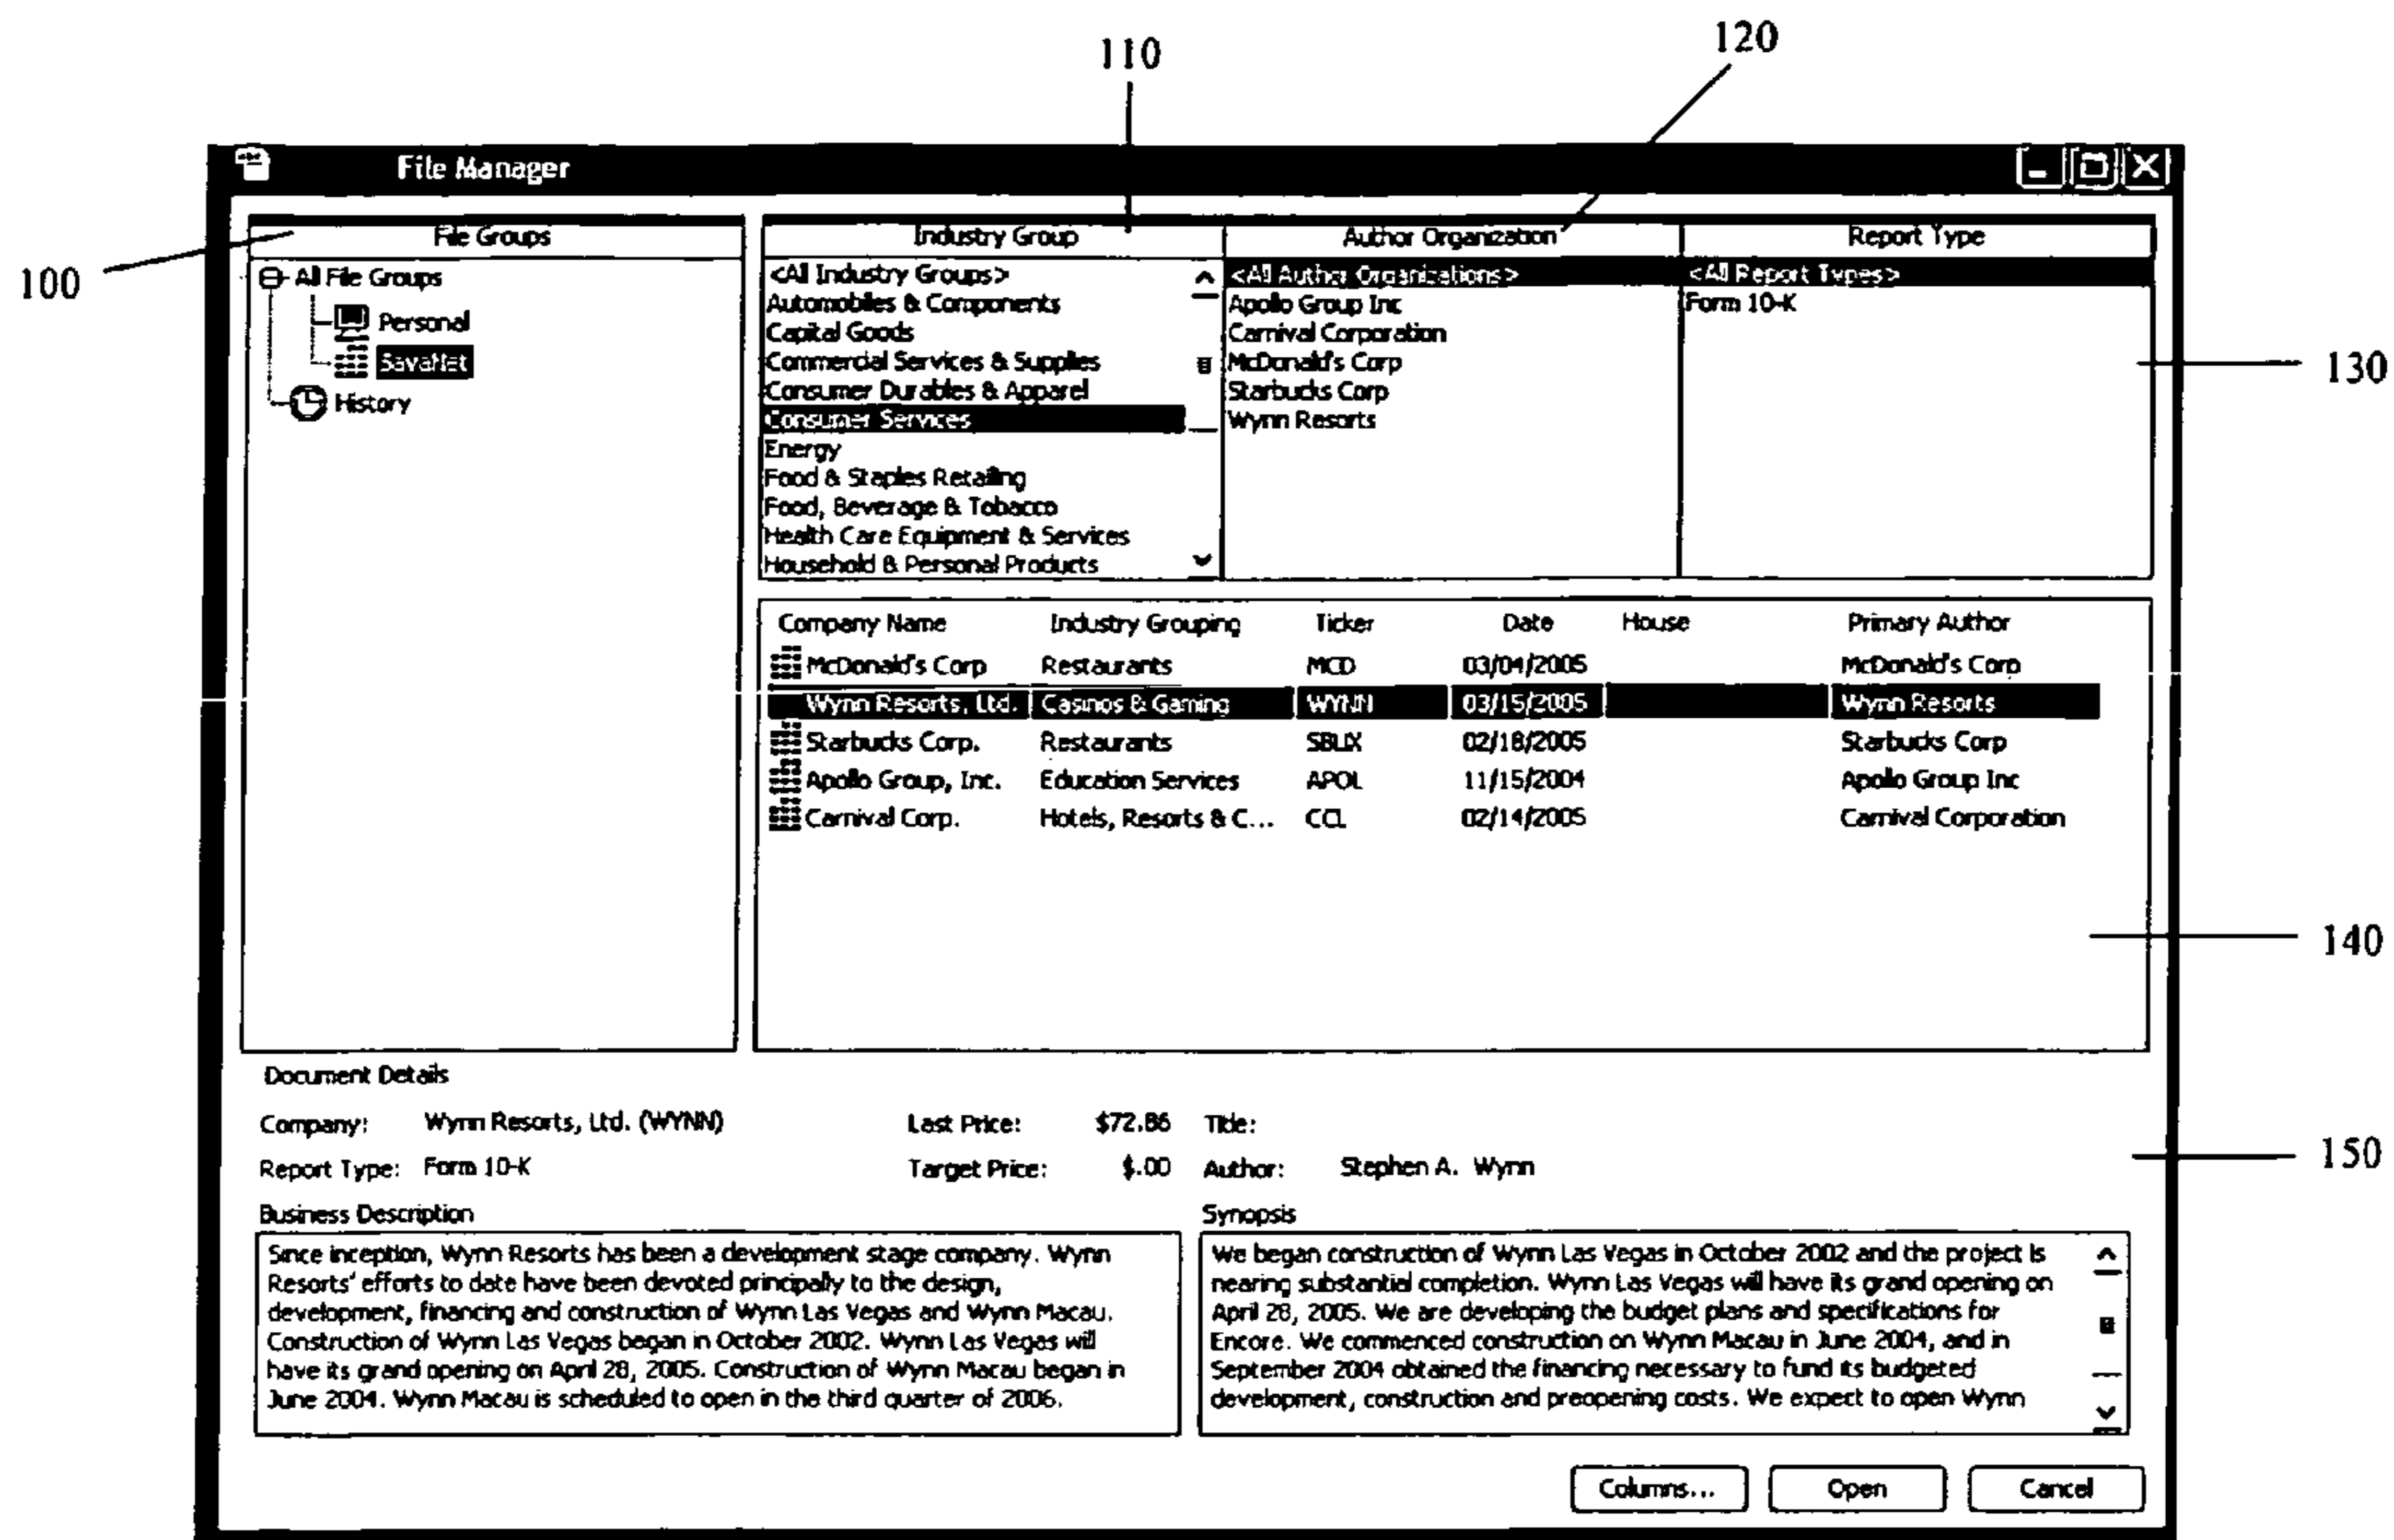 110
120
File Manager
100
File Groups
All File Groups
Personal
SavaNet
History
Industry Group
<All Industry Groups>
Automobiles & Components
Capital Goods
Commercial Services & Supplies
Consumer Durables & Apparel
Consumer Services
Energy
Food & Staples Retailing
Food, Beverage & Tobacco
Health Care Equipment & Services
Household & Personal Products
Author Organization
<All Author Organizations>
Apollo Group Inc
Carnival Corporation
McDonald's Corp
Starbucks Corp
Wynn Resorts
Report Type
<All Report Types>
Form 10-K
130
Company Name Industry Grouping Ticker Date House Primary Author
McDonald's Corp Restaurants MCD 03/04/2005 McDonald's Corp
Wynn Resorts, Ltd. Casinos & Gaming WYNN 03/15/2005 Wynn Resorts
Starbucks Corp. Restaurants SBUX 02/18/2005 Starbucks Corp
Apollo Group, Inc. Education Services APOL 11/15/2004 Apollo Group Inc
Carnival Corp. Hotels, Resorts & C... CCL 02/14/2005 Carnival Corporation
140
Document Details
Company: Wynn Resorts, Ltd. (WYNN) Last Price: $72.86 Title:
Report Type: Form 10-K Target Price: $.00 Author: Stephen A. Wynn
150
Business Description
Since inception, Wynn Resorts has been a development stage company. Wynn
Resorts' efforts to date have been devoted principally to the design,
development, financing and construction of Wynn Las Vegas and Wynn Macau.
Construction of Wynn Las Vegas began in October 2002. Wynn Las Vegas will
have its grand opening on April 28, 2005. Construction of Wynn Macau began in
June 2004. Wynn Macau is scheduled to open in the third quarter of 2006.
Synopsis
We began construction of Wynn Las Vegas in October 2002 and the project is
nearing substantial completion. Wynn Las Vegas will have its grand opening on
April 28, 2005. We are developing the budget plans and specifications for
Encore. We commenced construction on Wynn Macau in June 2004, and in
September 2004 obtained the financing necessary to fund its budgeted
development, construction and preopening costs. We expect to open Wynn
Columns... Open Cancel